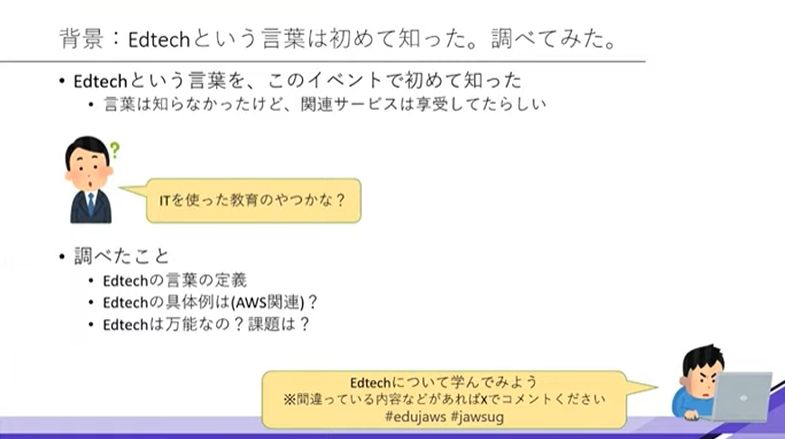 背景：Edtechという言葉は初めて知った。調べてみた。
• Edtechという言葉を、このイベントで初めて知った
• 言葉は知らなかったけど、関連サービスは享受してたらしい
?
ITを使った教育のやつかな？
• 調べたこと
• Edtechの言葉の定義
• Edtechの具体例は(AWS関連)？
• Edtechは万能なの？課題は？
Edtechについて学んでみよう
※間違っている内容などがあればXでコメントください
#edujaws #jawsug